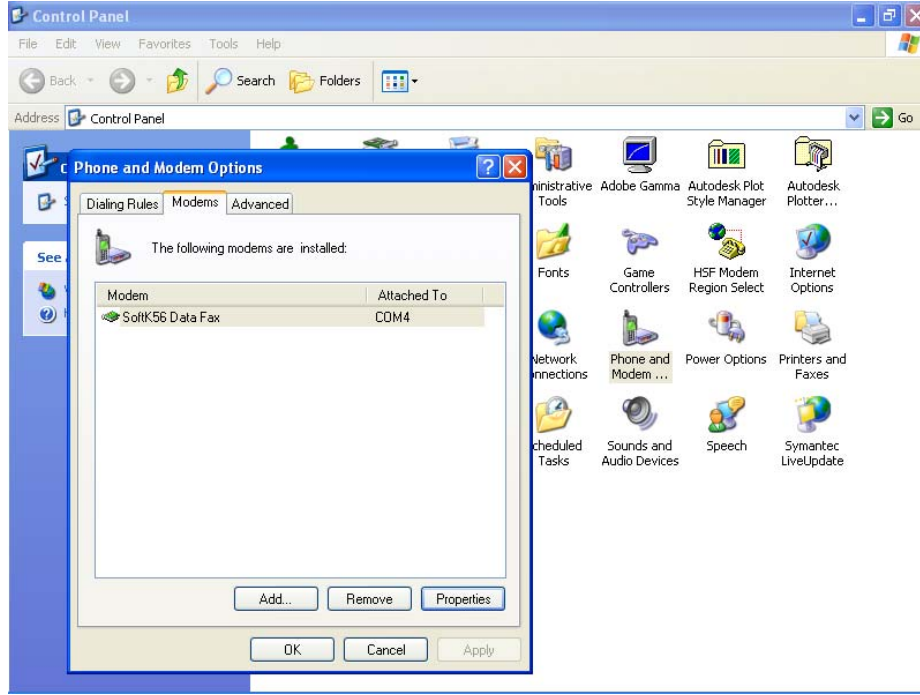 Control Panel
File Edit View Favorites Tools Help
Back Search Folders
Address Control Panel Go
Phone and Modem Options
Dialing Rules Modems Advanced
The following modems are installed:
Modem Attached To
SoftK56 Data Fax COM4
Add... Remove Properties
OK Cancel Apply
See
Tools
Adobe Gamma
Autodesk Plot
Style Manager
Autodesk
Plotter...
Fonts
Game
Controllers
HSF Modem
Region Select
Internet
Options
Phone and
Modem ...
Power Options
Printers and
Faxes
Tasks
Sounds and
Audio Devices
Speech
Symantec
LiveUpdate